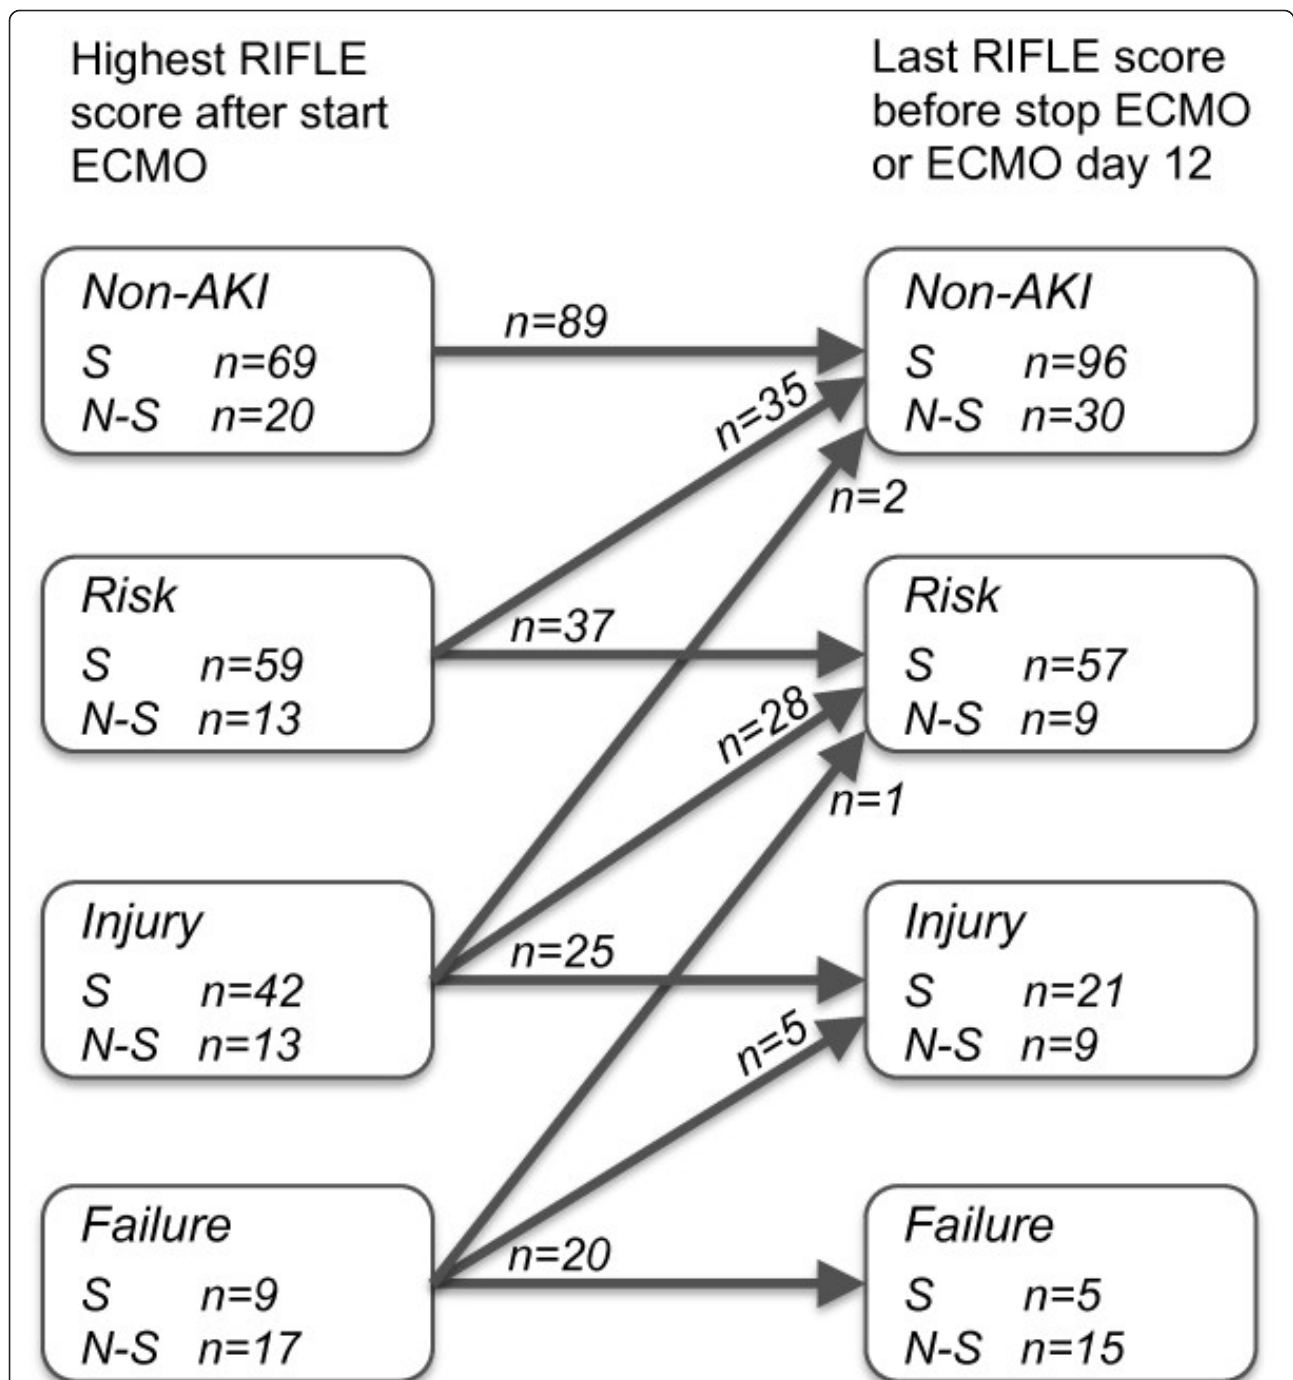 Highest RIFLE
score after start
ECMO
Last RIFLE score
before stop ECMO
or ECMO day 12
Non-AKI
S n=69
N-S n=20
n=89
n=35
n=2
Non-AKI
S n=96
N-S n=30
Risk
S n=59
N-S n=13
n=37
n=28
n=1
Risk
S n=57
N-S n=9
Injury
S n=42
N-S n=13
n=25
n=5
Injury
S n=21
N-S n=9
Failure
S n=9
N-S n=17
n=20
Failure
S n=5
N-S n=15